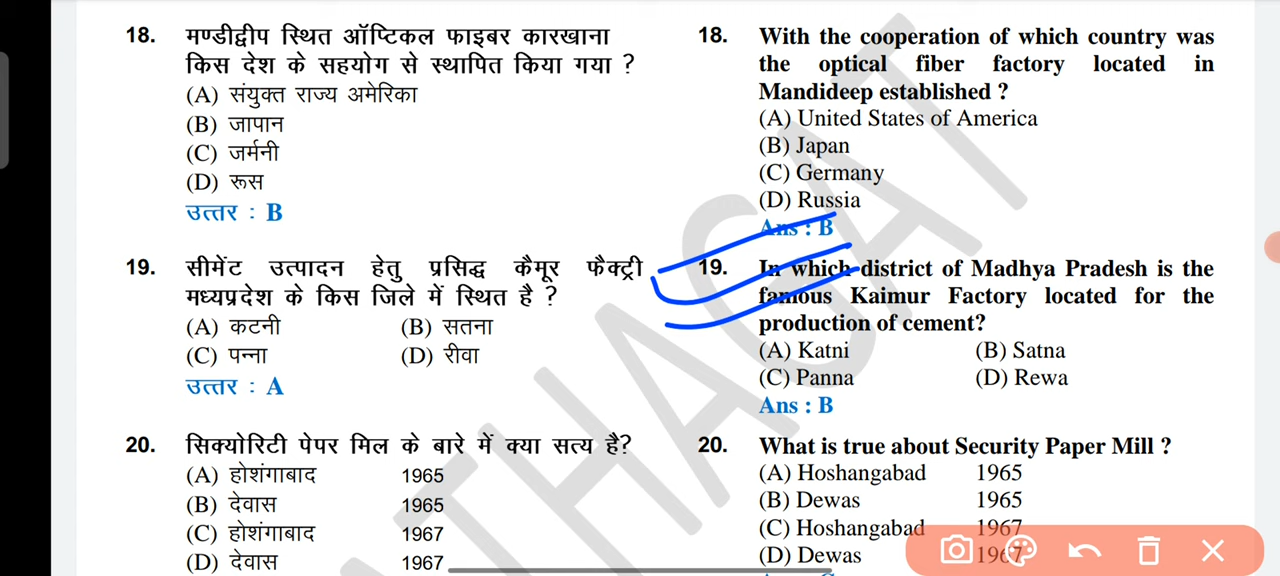 18. मण्डीद्वीप स्थित ऑप्टिकल फाइबर कारखाना
किस देश के सहयोग से स्थापित किया गया ?
(A) संयुक्त राज्य अमेरिका
(B) जापान
(C) जर्मनी
(D) रूस
उत्तर : B
19. सीमेंट उत्पादन हेतु प्रसिद्ध कैमूर फैक्ट्री
मध्यप्रदेश के किस जिले में स्थित है ?
(A) कटनी (B) सतना
(C) पन्ना (D) रीवा
उत्तर : A
20. सिक्योरिटी पेपर मिल के बारे में क्या सत्य है?
(A) होशंगाबाद 1965
(B) देवास 1965
(C) होशंगाबाद 1967
(D) देवास 1967
18. With the cooperation of which country was
the optical fiber factory located in
Mandideep established ?
(A) United States of America
(B) Japan
(C) Germany
(D) Russia
Ans : B
19. In which district of Madhya Pradesh is the
famous Kaimur Factory located for the
production of cement?
(A) Katni (B) Satna
(C) Panna (D) Rewa
Ans : B
20. What is true about Security Paper Mill ?
(A) Hoshangabad 1965
(B) Dewas 1965
(C) Hoshangabad 1967
(D) Dewas 1967